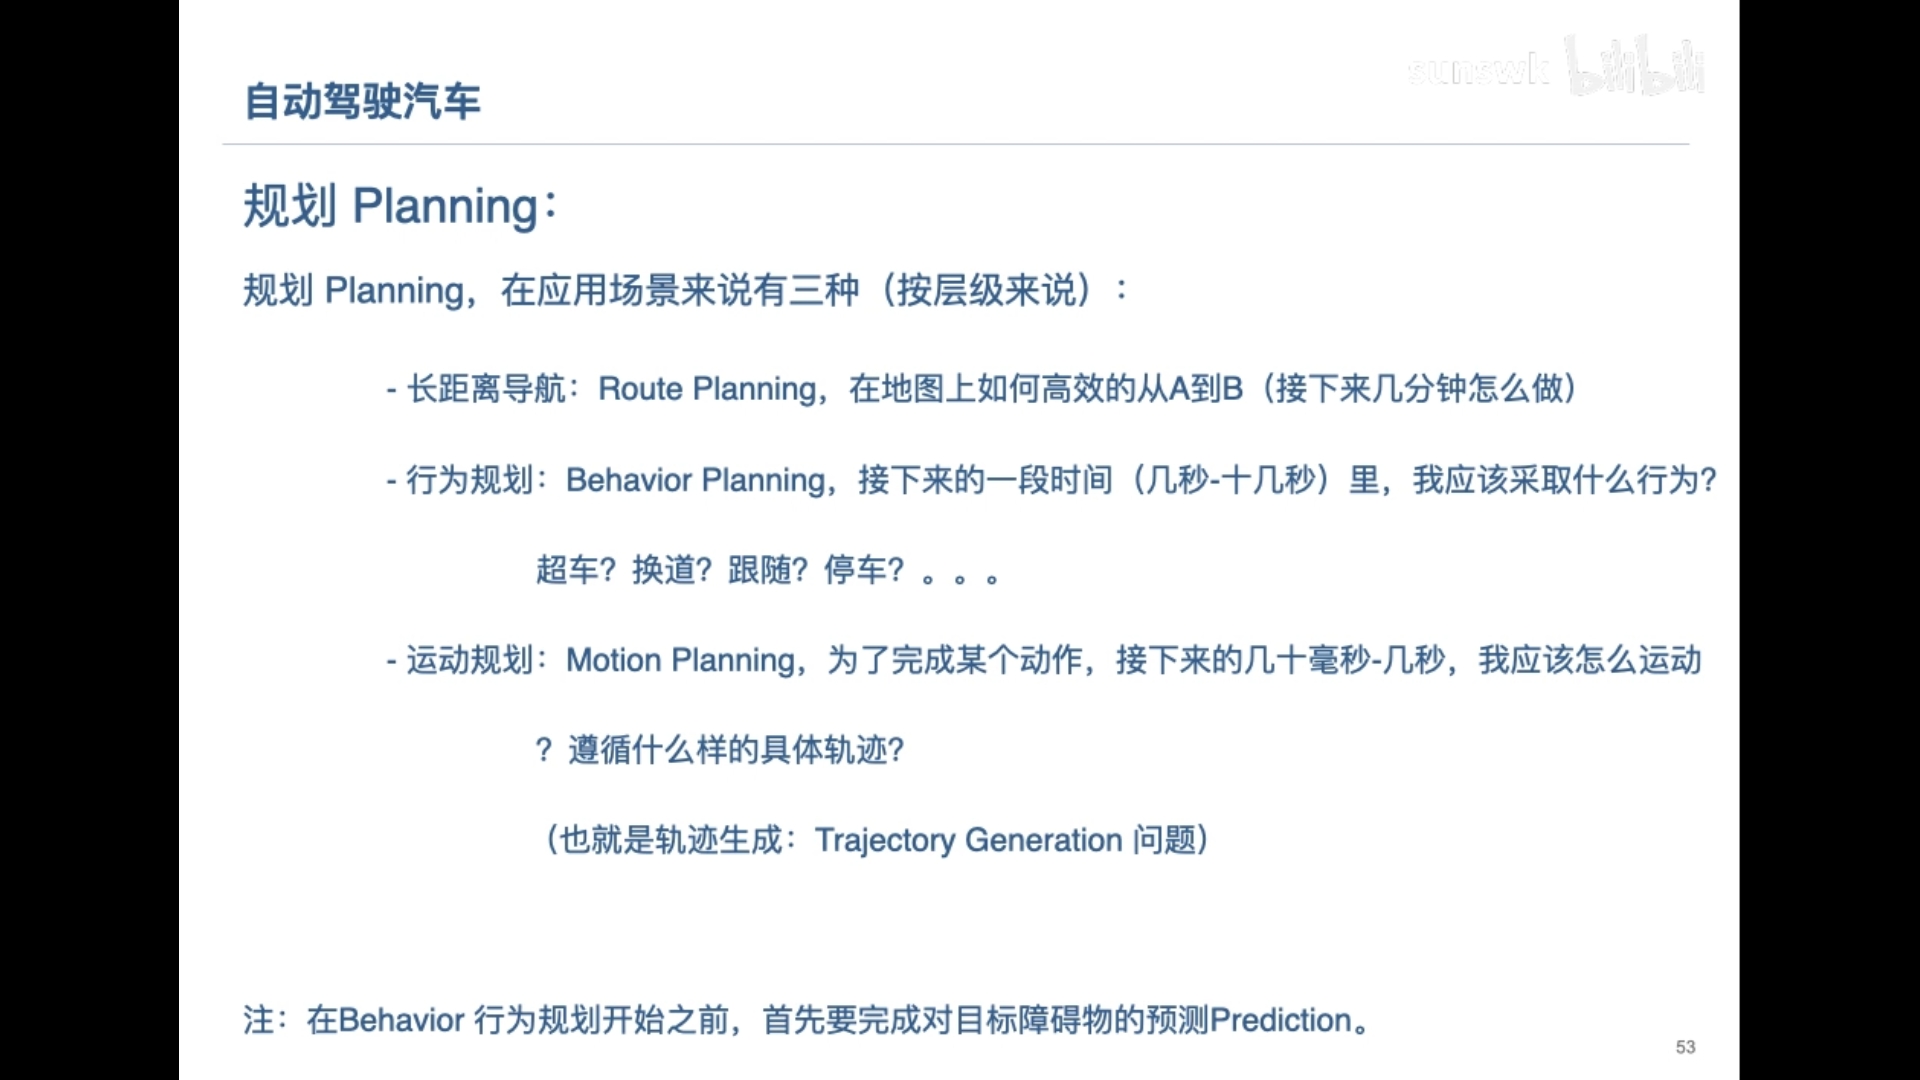 sunswk bilibili
自动驾驶汽车
规划 Planning：
规划 Planning，在应用场景来说有三种（按层级来说）：
- 长距离导航：Route Planning，在地图上如何高效的从A到B（接下来几分钟怎么做）
- 行为规划：Behavior Planning，接下来的一段时间（几秒-十几秒）里，我应该采取什么行为？
超车？换道？跟随？停车？。。。
- 运动规划：Motion Planning，为了完成某个动作，接下来的几十毫秒-几秒，我应该怎么运动
？遵循什么样的具体轨迹？
（也就是轨迹生成：Trajectory Generation 问题）
注：在Behavior 行为规划开始之前，首先要完成对目标障碍物的预测Prediction。
53